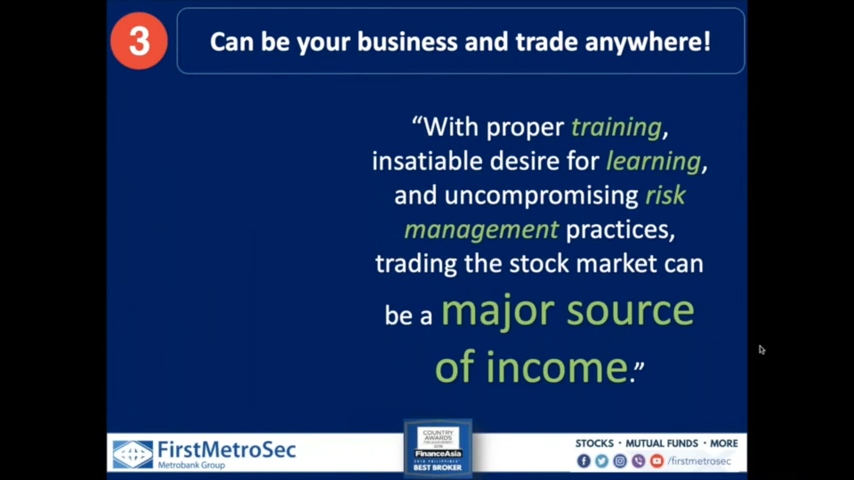 3
Can be your business and trade anywhere!
“With proper training,
insatiable desire for learning,
and uncompromising risk
management practices,
trading the stock market can
be a major source
of income.”
FirstMetroSec
Metrobank Group
COUNTRY
AWARDS
FinanceAsia
BEST BROKER
STOCKS · MUTUAL FUNDS · MORE
/firstmetrosec